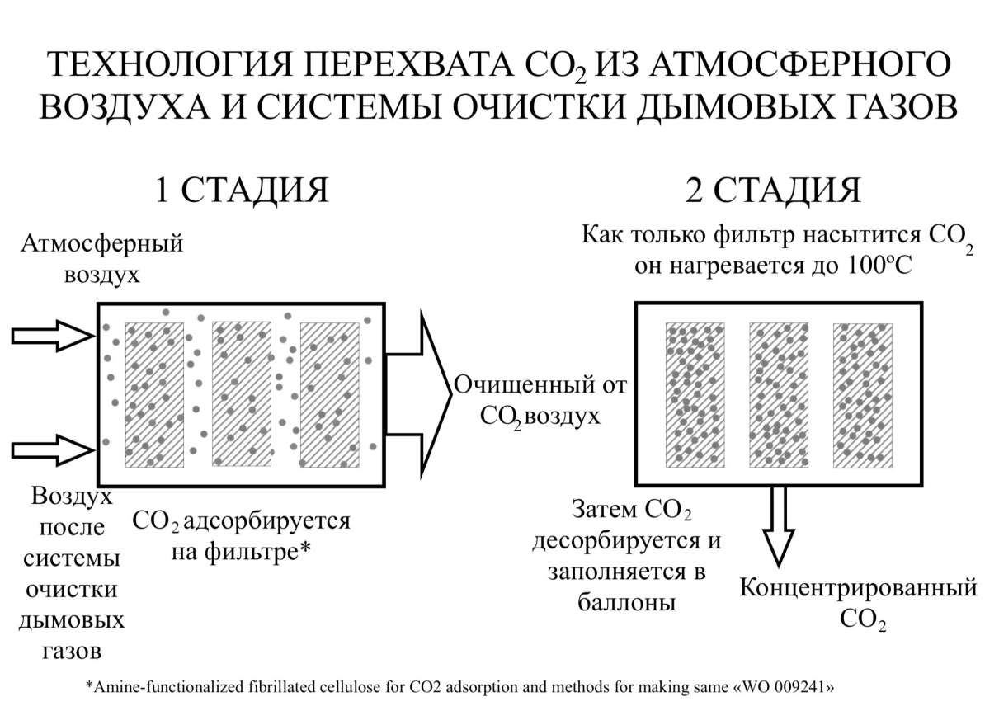 ТЕХНОЛОГИЯ ПЕРЕХВАТА CO₂ ИЗ АТМОСФЕРНОГО
ВОЗДУХА И СИСТЕМЫ ОЧИСТКИ ДЫМОВЫХ ГАЗОВ
1 СТАДИЯ
Атмосферный
воздух
Воздух
после
системы
очистки
дымовых
газов
CO₂ адсорбируется
на фильтре*
Очищенный от
CO₂ воздух
2 СТАДИЯ
Как только фильтр насытится CO₂
он нагревается до 100ºС
Затем CO₂
десорбируется и
заполняется в
баллоны
Концентрированный
CO₂
*Amine-functionalized fibrillated cellulose for CO2 adsorption and methods for making same «WO 009241»